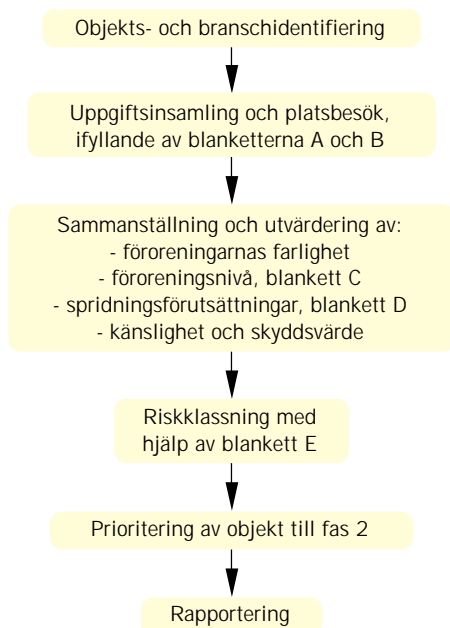 Objekts- och branschidentifiering
Uppgiftsinsamling och platsbesök,
ifyllande av blanketterna A och B
Sammanställning och utvärdering av:
- föroreningarnas farlighet
- föroreningsnivå, blankett C
- spridningsförutsättningar, blankett D
- känslighet och skyddsvärde
Riskklassning med
hjälp av blankett E
Prioritering av objekt till fas 2
Rapportering